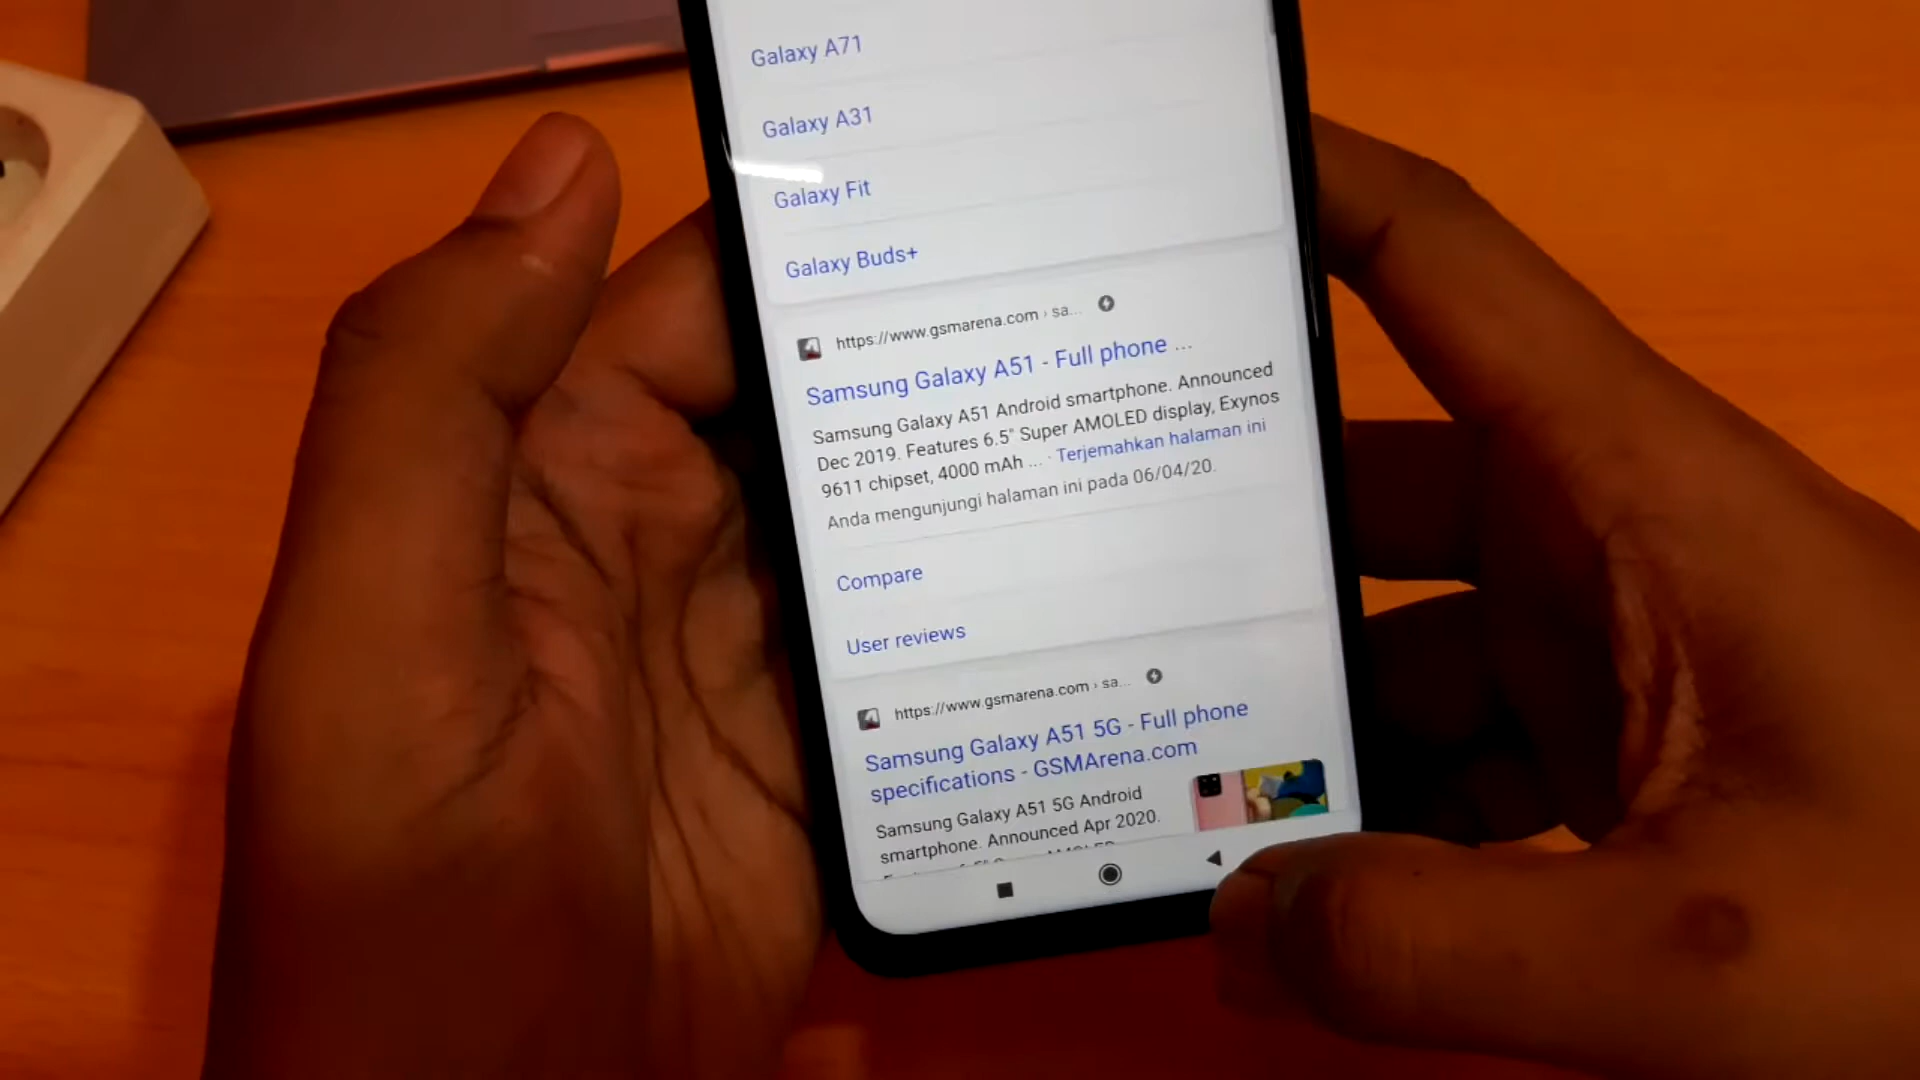 Galaxy A71
Galaxy A31
Galaxy Fit
Galaxy Buds+
https://www.gsmarena.com › sa...
Samsung Galaxy A51 - Full phone ...
Samsung Galaxy A51 Android smartphone. Announced
Dec 2019. Features 6.5" Super AMOLED display, Exynos
9611 chipset, 4000 mAh ... · Terjemahkan halaman ini
Anda mengunjungi halaman ini pada 06/04/20.
Compare
User reviews
https://www.gsmarena.com › sa...
Samsung Galaxy A51 5G - Full phone
specifications - GSMArena.com
Samsung Galaxy A51 5G Android
smartphone. Announced Apr 2020.